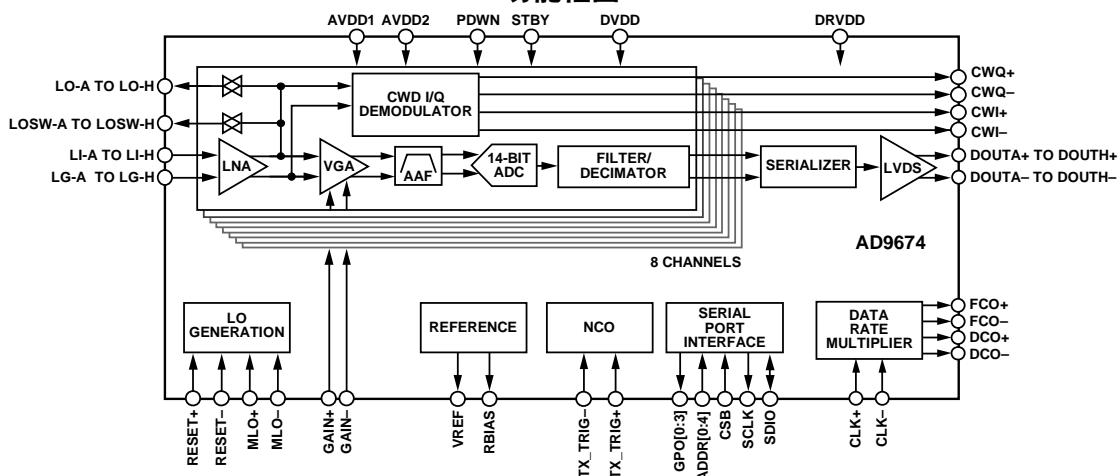 AVDD1 AVDD2 PDWN STBY DVDD DRVDD
LO-A TO LO-H
LOSW-A TO LOSW-H
LI-A TO LI-H
LG-A TO LG-H
LNA
CWD I/Q
DEMODULATOR
VGA
AAF
14-BIT
ADC
FILTER/
DECIMATOR
SERIALIZER
LVDS
CWQ+
CWQ–
CWI+
CWI–
DOUTA+ TO DOUTH+
DOUTA– TO DOUTH–
8 CHANNELS
AD9674
LO
GENERATION
REFERENCE
NCO
SERIAL
PORT
INTERFACE
DATA
RATE
MULTIPLIER
FCO+
FCO–
DCO+
DCO–
RESET+
RESET–
MLO+
MLO–
GAIN+
GAIN–
VREF
RBIAS
TX_TRIG–
TX_TRIG+
GPO[0:3]
ADDR[0:4]
CSB
SCLK
SDIO
CLK+
CLK–